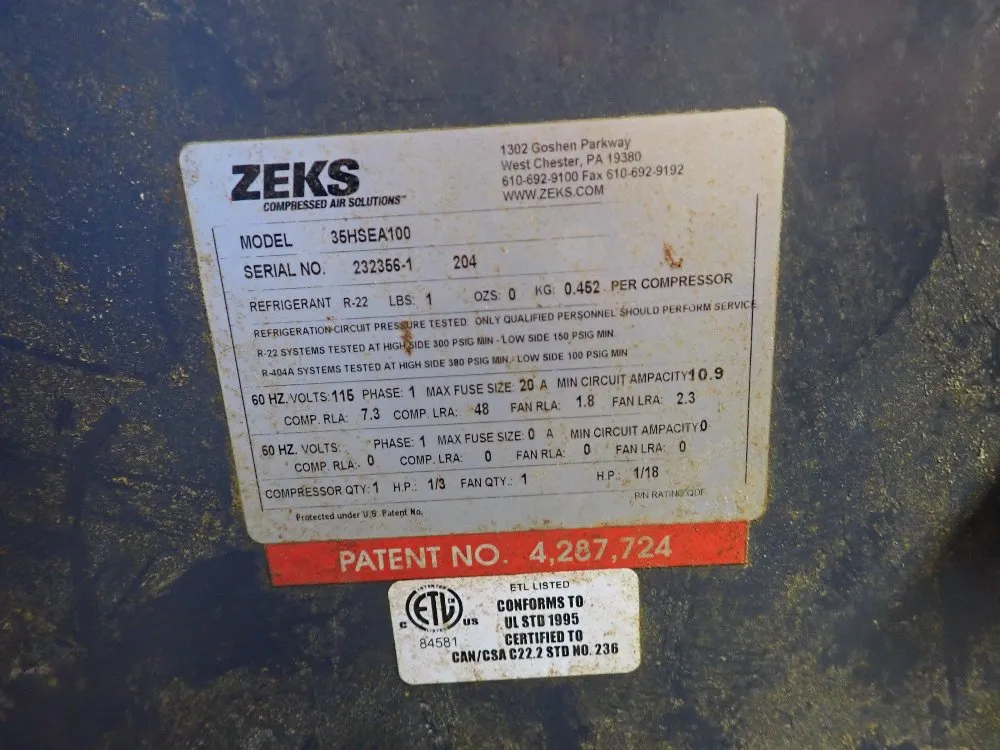 ZEKS
COMPRESSED AIR SOLUTIONS™
1302 Goshen Parkway
West Chester, PA 19380
610-692-9100 Fax 610-692-9192
WWW.ZEKS.COM
MODEL 35HSEA100
SERIAL NO. 232356-1 204
REFRIGERANT R-22 LBS: 1 OZS: 0 KG: 0.452 PER COMPRESSOR
REFRIGERATION CIRCUIT PRESSURE TESTED. ONLY QUALIFIED PERSONNEL SHOULD PERFORM SERVICE
R-22 SYSTEMS TESTED AT HIGH SIDE 300 PSIG MIN - LOW SIDE 150 PSIG MIN.
R-404A SYSTEMS TESTED AT HIGH SIDE 380 PSIG MIN - LOW SIDE 100 PSIG MIN
60 HZ. VOLTS: 115 PHASE: 1 MAX FUSE SIZE: 20 A MIN CIRCUIT AMPACITY 10.9
COMP. RLA: 7.3 COMP. LRA: 48 FAN RLA: 1.8 FAN LRA: 2.3
50 HZ. VOLTS: PHASE: 1 MAX FUSE SIZE: 0 A MIN CIRCUIT AMPACITY 0
COMP. RLA: 0 COMP. LRA: 0 FAN RLA: 0 FAN LRA: 0
COMPRESSOR QTY: 1 H.P.: 1/3 FAN QTY.: 1 H.P.: 1/18
Protected under U.S. Patent No.
PATENT NO. 4,287,724
ETL LISTED
CONFORMS TO
UL STD 1995
CERTIFIED TO
CAN/CSA C22.2 STD NO. 236
C ETL US
84581